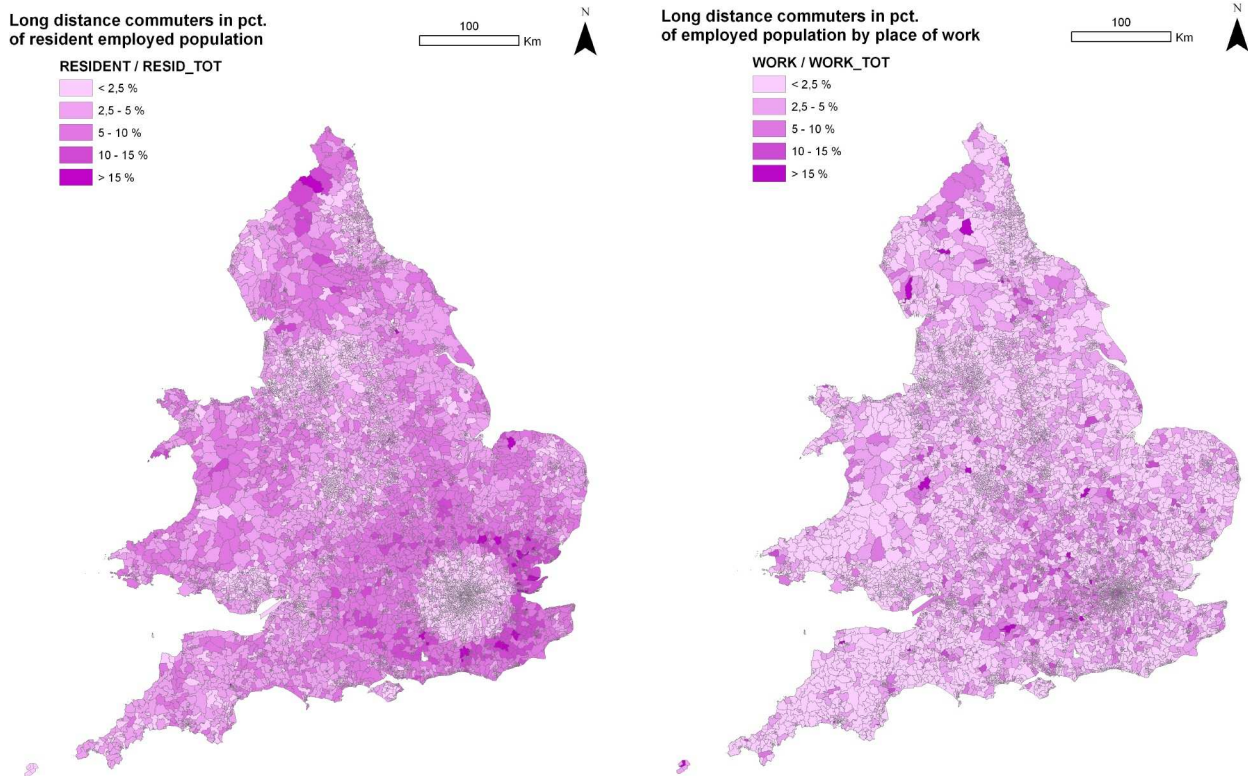 Long distance commuters in pct.
of resident employed population
RESIDENT / RESID_TOT
< 2,5 %
2,5 - 5 %
5 - 10 %
10 - 15 %
> 15 %
100
Km
N
Long distance commuters in pct.
of employed population by place of work
WORK / WORK_TOT
< 2,5 %
2,5 - 5 %
5 - 10 %
10 - 15 %
> 15 %
100
Km
N